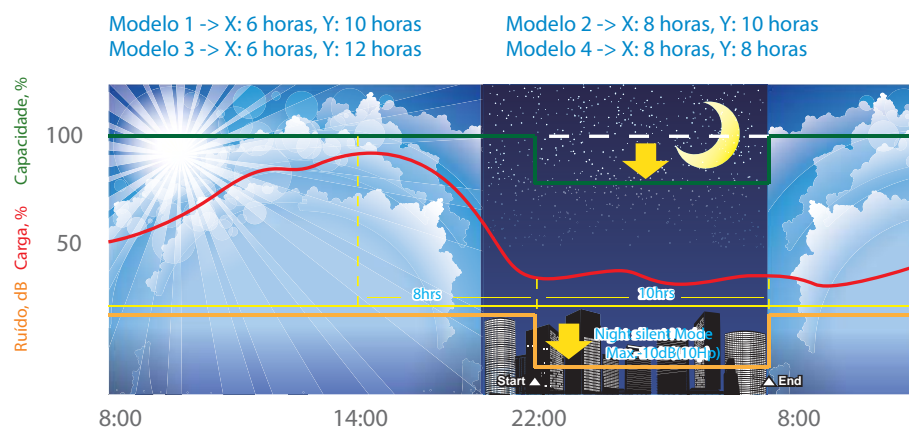 Modelo 1 -> X: 6 horas, Y: 10 horas
Modelo 2 -> X: 8 horas, Y: 10 horas
Modelo 3 -> X: 6 horas, Y: 12 horas
Modelo 4 -> X: 8 horas, Y: 8 horas
Capacidade, %
Carga, %
Ruído, dB
100
50
8hrs
10hrs
Night silent Mode
Max -10dB(10Hp)
Start
End
8:00
14:00
22:00
8:00